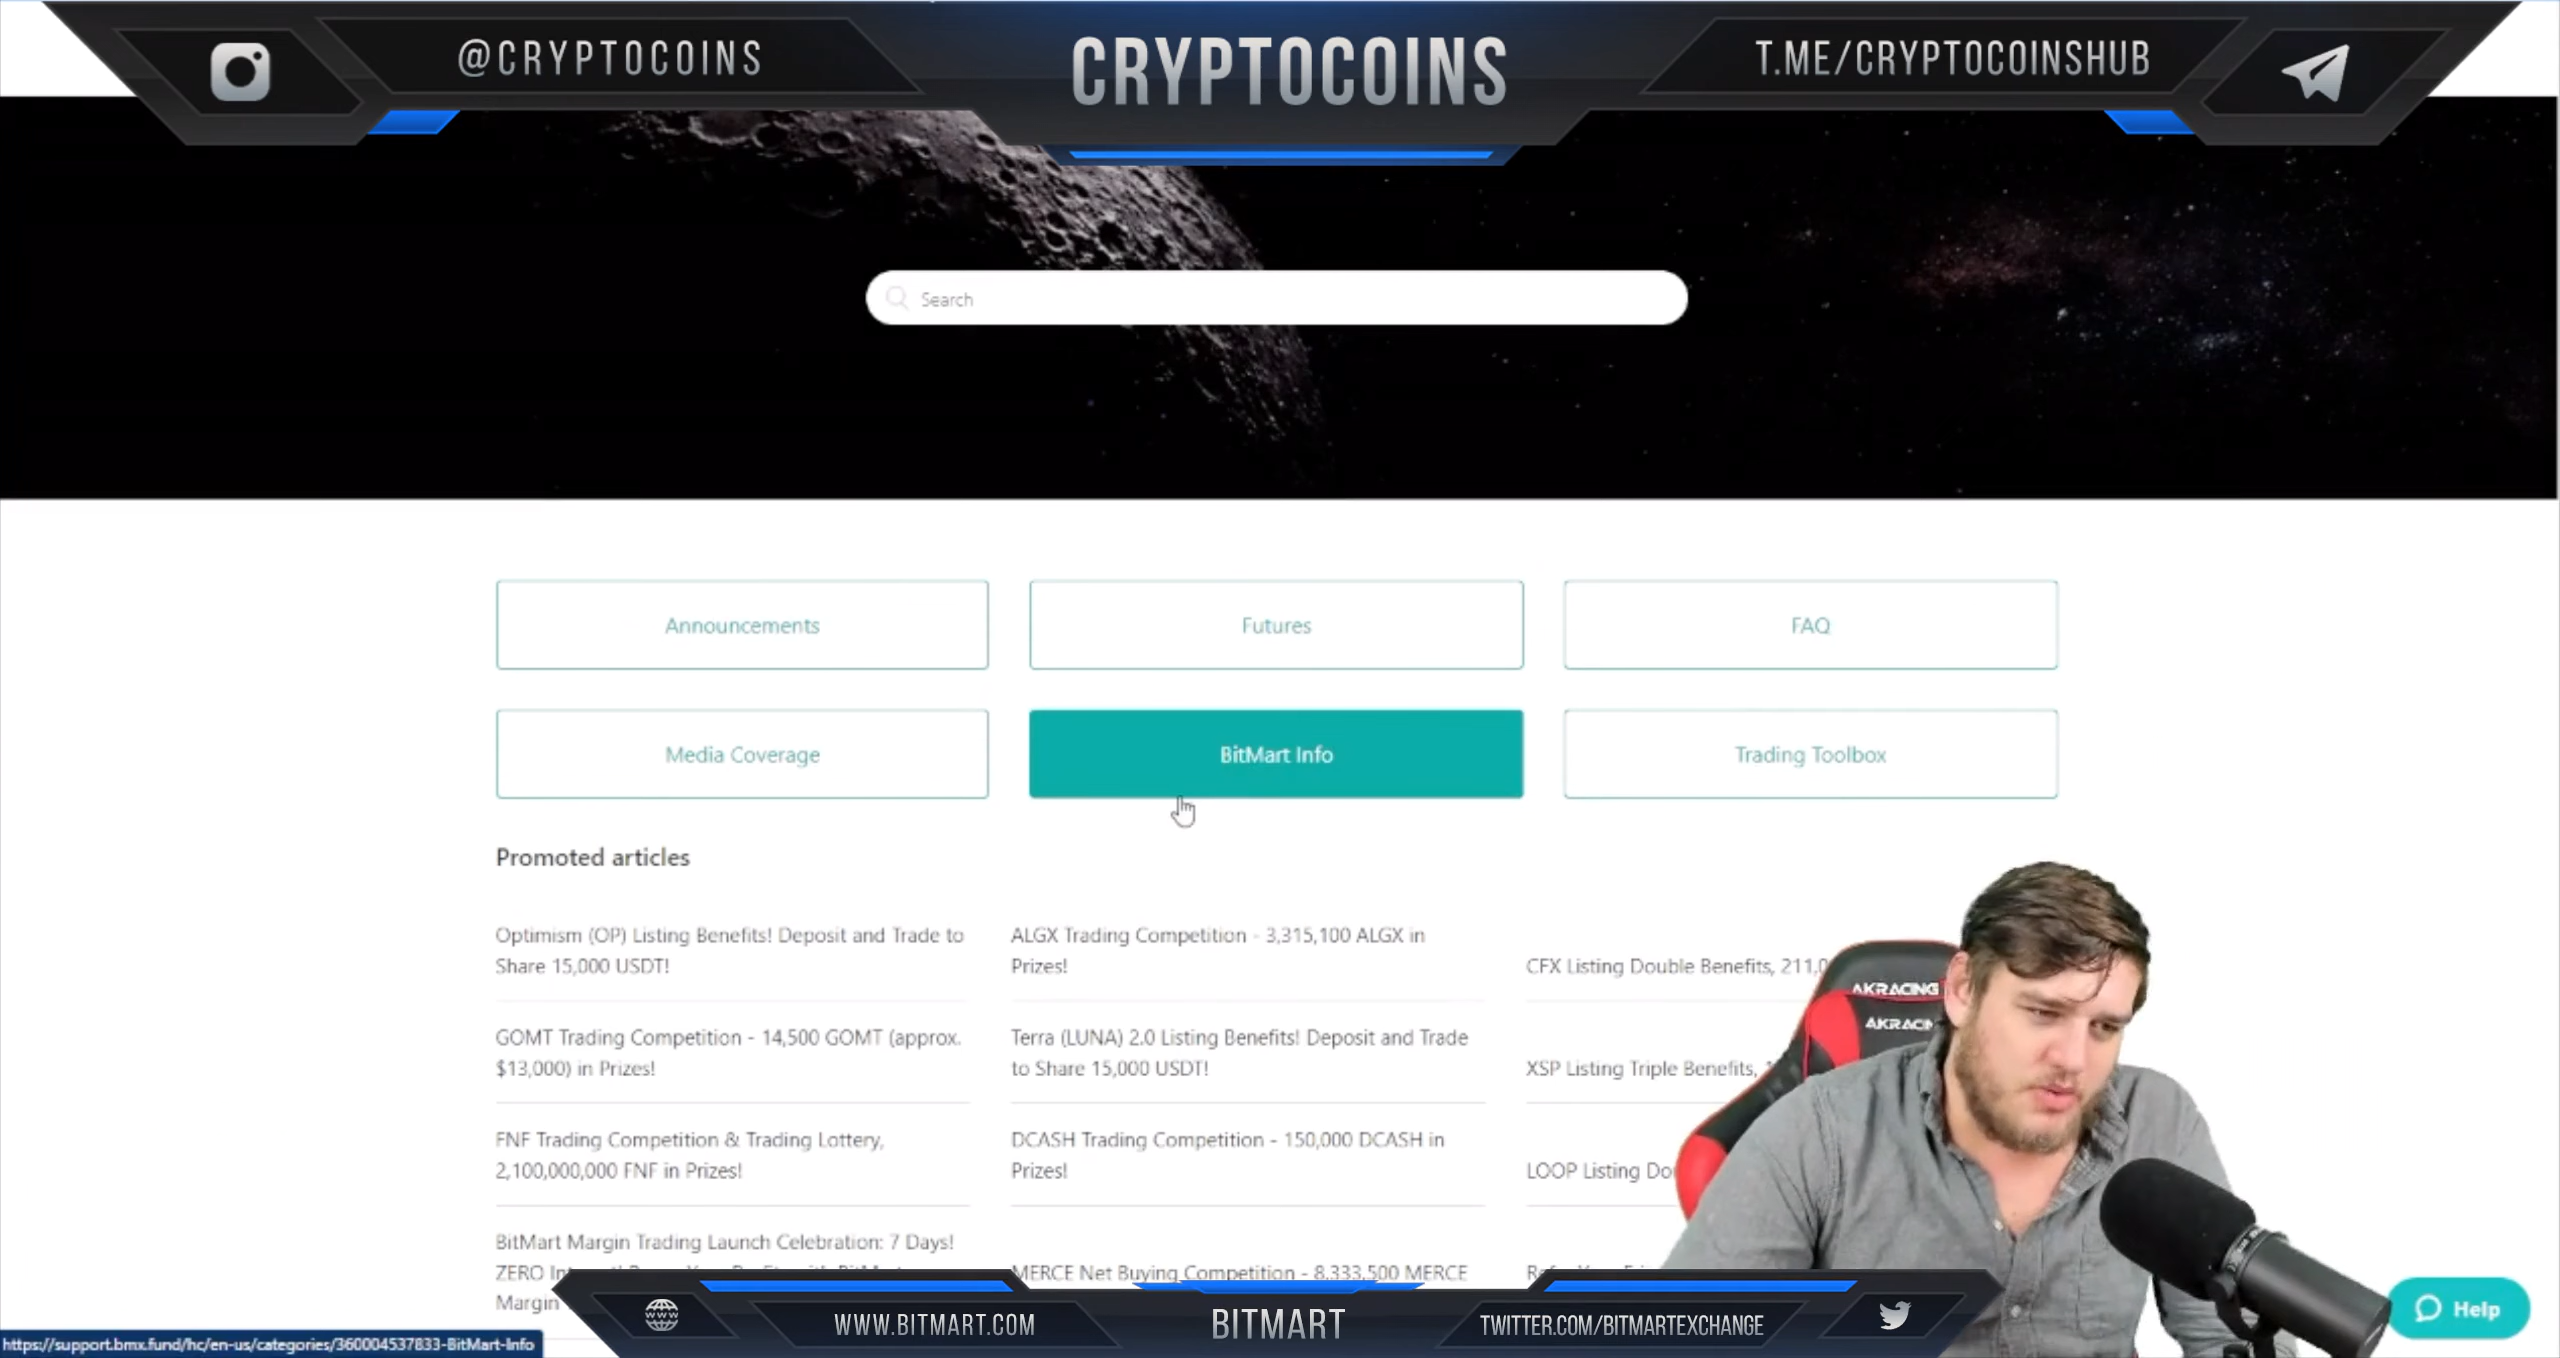 @CRYPTOCOINS
CRYPTOCOINS
T.ME/CRYPTOCOINSHUB
Search
Announcements
Futures
FAQ
Media Coverage
BitMart Info
Trading Toolbox
Promoted articles
Optimism (OP) Listing Benefits! Deposit and Trade to
Share 15,000 USDT!
ALGX Trading Competition - 3,315,100 ALGX in
Prizes!
CFX Listing Double Benefits,
GOMT Trading Competition - 14,500 GOMT (approx.
$13,000) in Prizes!
Terra (LUNA) 2.0 Listing Benefits! Deposit and Trade
to Share 15,000 USDT!
XSP Listing Triple Benefits,
FNF Trading Competition & Trading Lottery,
2,100,000,000 FNF in Prizes!
DCASH Trading Competition - 150,000 DCASH in
Prizes!
LOOP Listing
BitMart Margin Trading Launch Celebration: 7 Days!
ZERO
Margin
MERCE Net Buying Competition - 8,333,500 MERCE
AKRACING
WWW.BITMART.COM
BITMART
TWITTER.COM/BITMARTEXCHANGE
Help
https://support.bmx.fund/hc/en-us/categories/360004537833-BitMart-Info